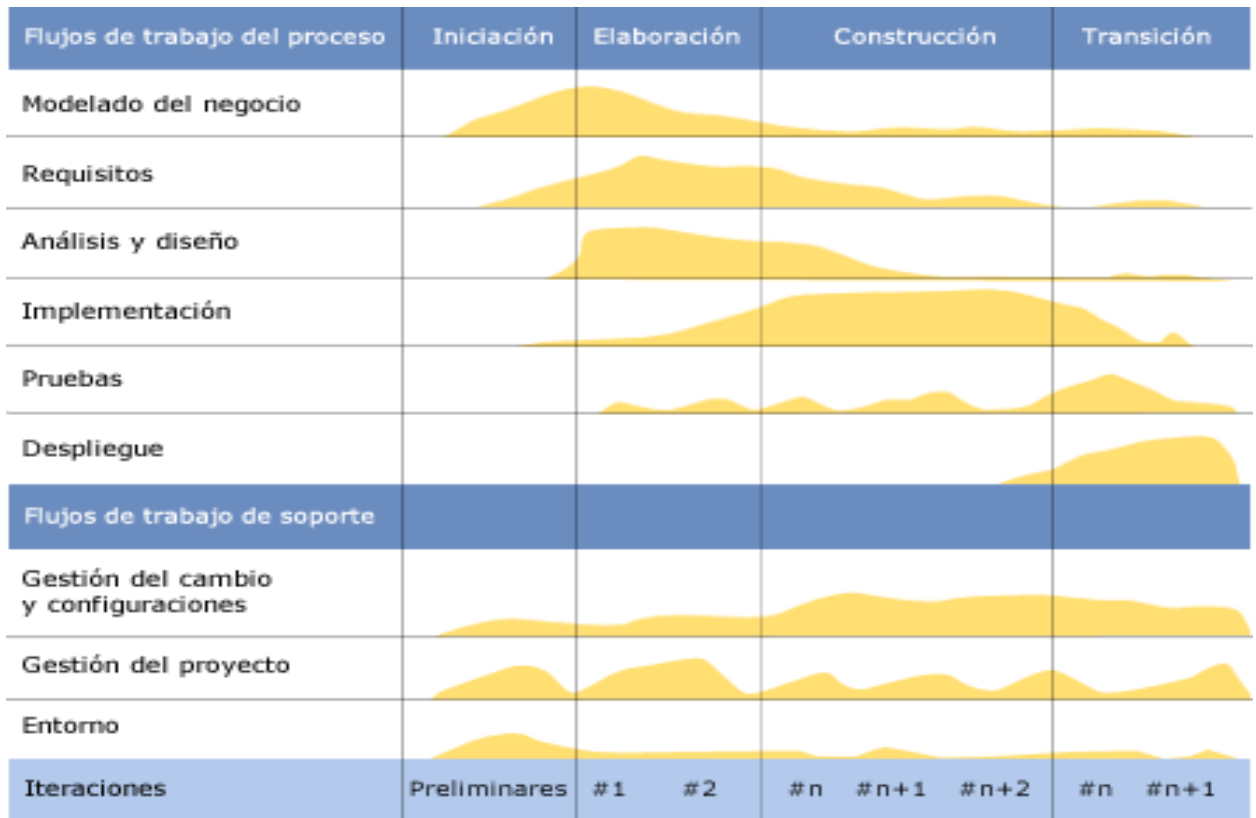 Flujos de trabajo del proceso Iniciación Elaboración Construcción Transición
Modelado del negocio
Requisitos
Análisis y diseño
Implementación
Pruebas
Despliegue
Flujos de trabajo de soporte
Gestión del cambio
y configuraciones
Gestión del proyecto
Entorno
Iteraciones Preliminares #1 #2 #n #n+1 #n+2 #n #n+1